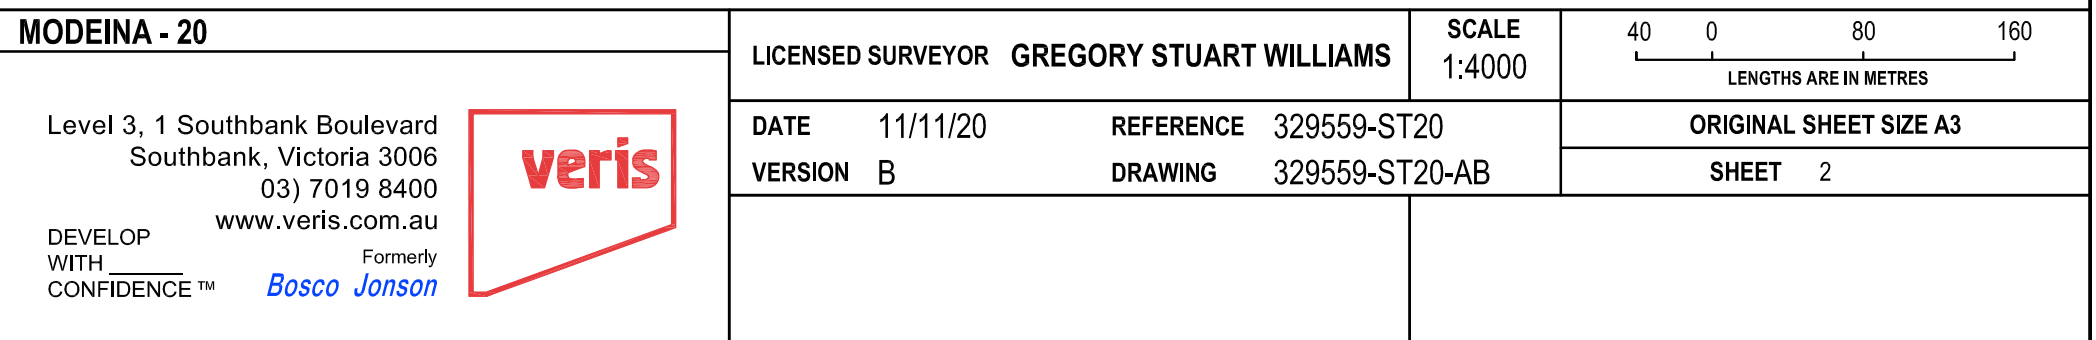 MODEINA - 20
Level 3, 1 Southbank Boulevard
Southbank, Victoria 3006
03) 7019 8400
www.veris.com.au
DEVELOP
WITH
CONFIDENCE ™
Formerly
Bosco Jonson
veris
LICENSED SURVEYOR GREGORY STUART WILLIAMS
SCALE
1:4000
40 0 80 160
LENGTHS ARE IN METRES
DATE 11/11/20 REFERENCE 329559-ST20
VERSION B DRAWING 329559-ST20-AB
ORIGINAL SHEET SIZE A3
SHEET 2